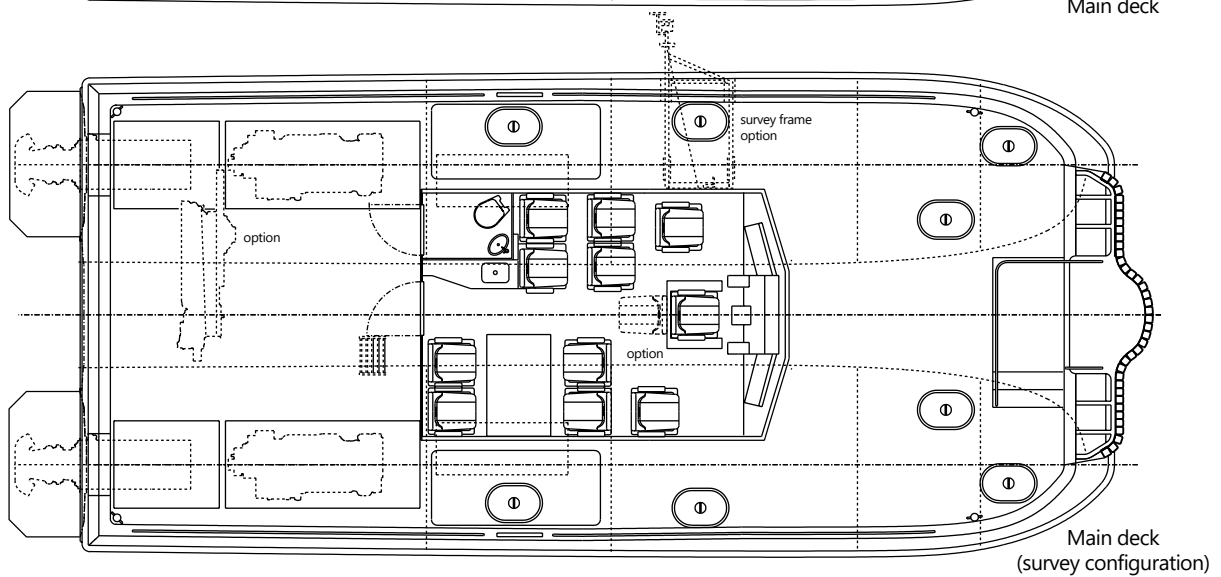 Main deck
survey frame
option
option
option
Main deck
(survey configuration)